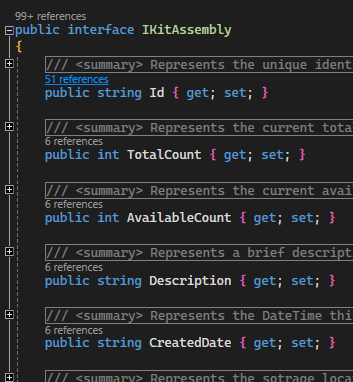 99+ references
public interface IKitAssembly
{
/// <summary> Represents the unique ident
51 references
public string Id { get; set; }
/// <summary> Represents the current tota
6 references
public int TotalCount { get; set; }
/// <summary> Represents the current avai
6 references
public int AvailableCount { get; set; }
/// <summary> Represents a brief descript
6 references
public string Description { get; set; }
/// <summary> Represents the DateTime thi
6 references
public string CreatedDate { get; set; }
/// <summary> Represents the sotrage loca